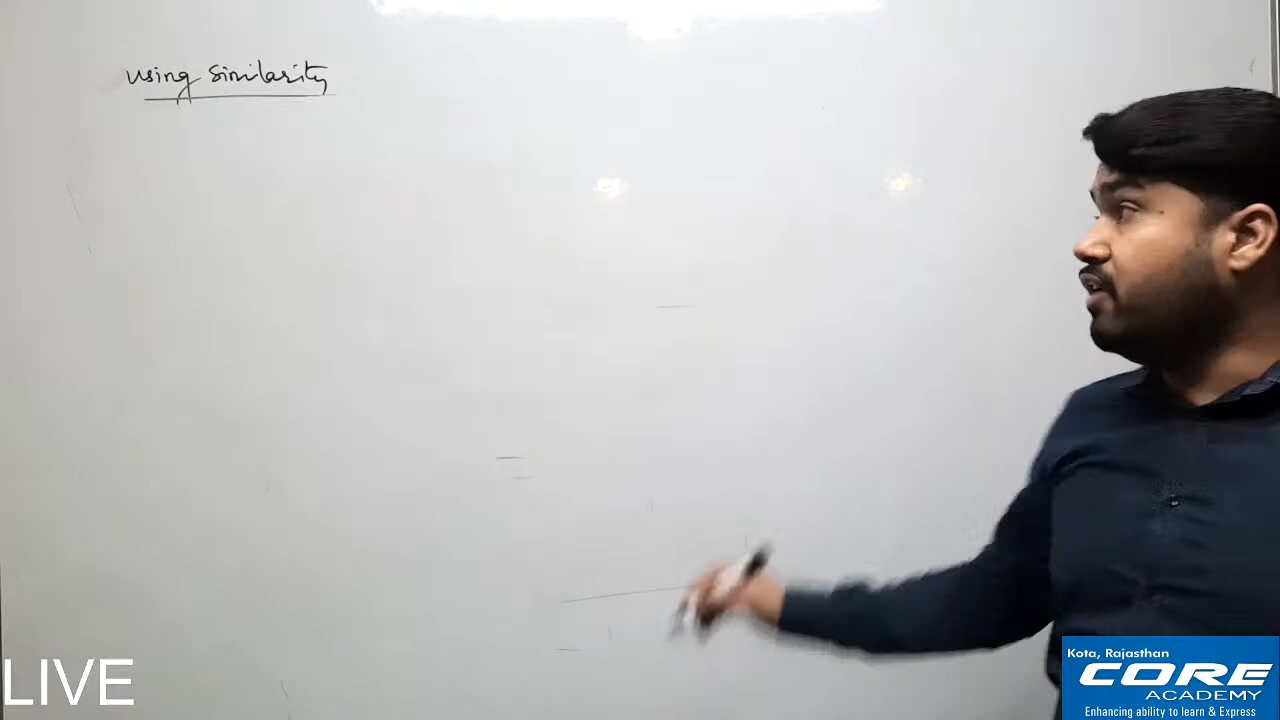 using similarity
LIVE
Kota, Rajasthan
CORE
ACADEMY
Enhancing ability to learn & Express